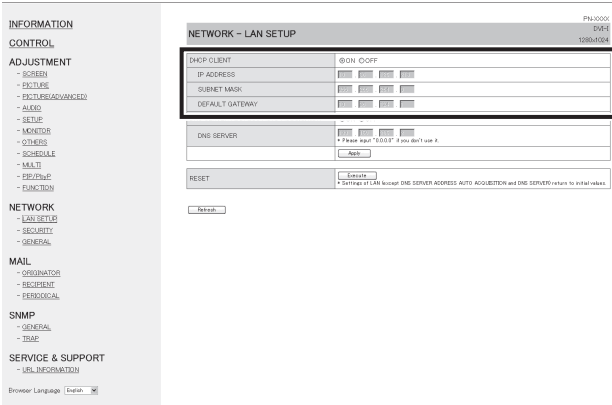 INFORMATION
CONTROL
ADJUSTMENT
- SCREEN
- PICTURE
- PICTURE(ADVANCED)
- AUDIO
- SETUP
- MONITOR
- OTHERS
- SCHEDULE
- MULTI
- PIP/PbyP
- FUNCTION
NETWORK
- LAN SETUP
- SECURITY
- GENERAL
MAIL
- ORIGINATOR
- RECIPIENT
- PERIODICAL
SNMP
- GENERAL
- TRAP
SERVICE & SUPPORT
- URL INFORMATION
Browser Language English
PN-XXXX
NETWORK - LAN SETUP
DVI-I
1280x1024
DHCP CLIENT ON OFF
IP ADDRESS
SUBNET MASK
DEFAULT GATEWAY
DNS SERVER
* Please input "0.0.0.0" if you don't use it.
Apply
RESET Execute
* Settings of LAN (except DNS SERVER ADDRESS AUTO ACQUISITION and DNS SERVER) return to initial values.
Refresh